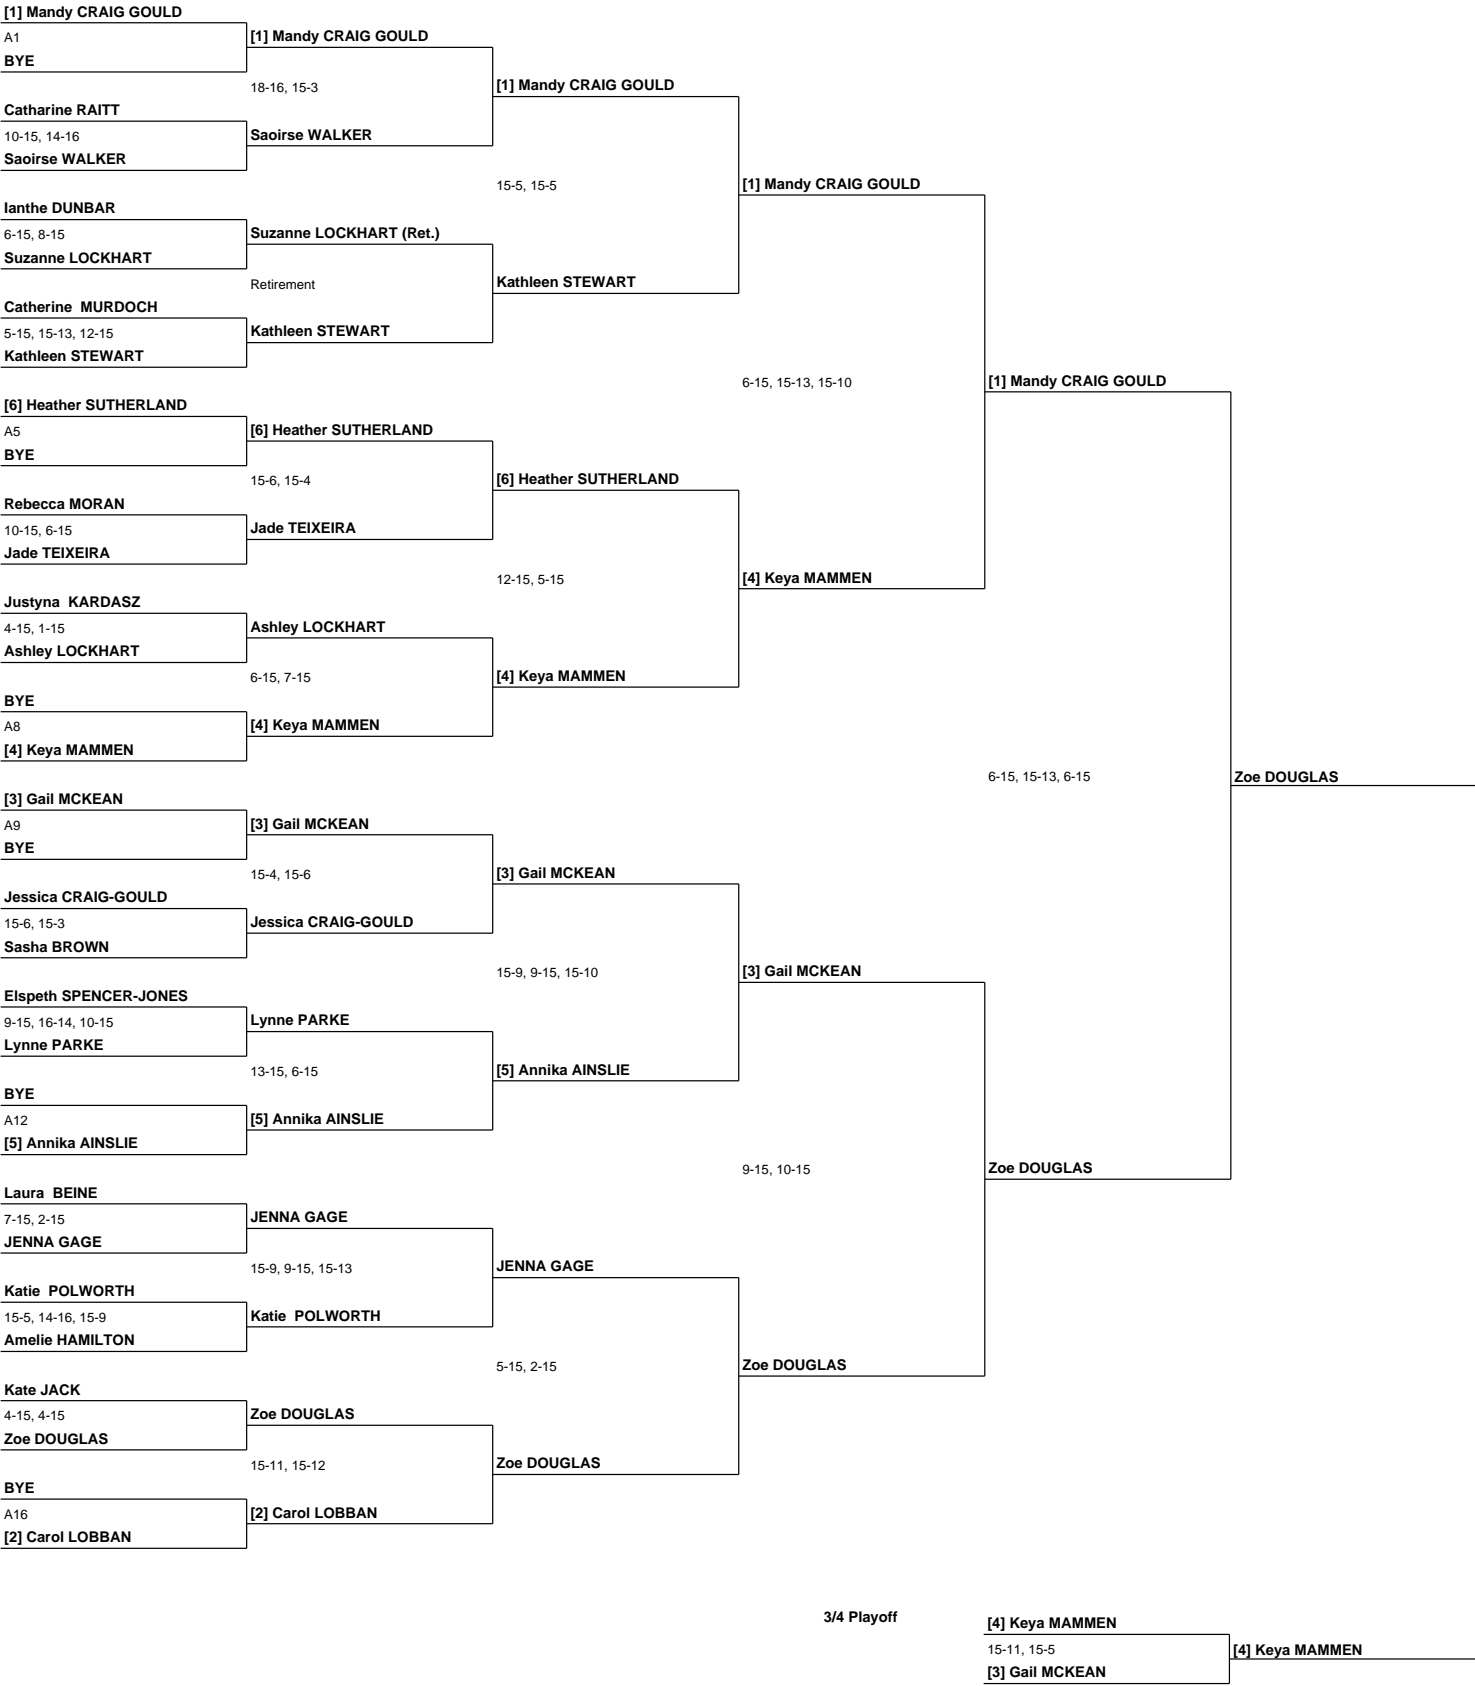 [1] Mandy CRAIG GOULD
A1
BYE
Catharine RAITT
10-15, 14-16
Saoirse WALKER
Ianthe DUNBAR
6-15, 8-15
Suzanne LOCKHART
Catherine  MURDOCH
5-15, 15-13, 12-15
Kathleen STEWART
[6] Heather SUTHERLAND
A5
BYE
Rebecca MORAN
10-15, 6-15
Jade TEIXEIRA
Justyna  KARDASZ
4-15, 1-15
Ashley LOCKHART
BYE
A8
[4] Keya MAMMEN
[3] Gail MCKEAN
A9
BYE
Jessica CRAIG-GOULD
15-6, 15-3
Sasha BROWN
Elspeth SPENCER-JONES
9-15, 16-14, 10-15
Lynne PARKE
BYE
A12
[5] Annika AINSLIE
Laura  BEINE
7-15, 2-15
JENNA GAGE
Katie  POLWORTH
15-5, 14-16, 15-9
Amelie HAMILTON
Kate JACK
4-15, 4-15
Zoe DOUGLAS
BYE
A16
[2] Carol LOBBAN
[1] Mandy CRAIG GOULD
18-16, 15-3
Saoirse WALKER
Suzanne LOCKHART (Ret.)
Retirement
Kathleen STEWART
[6] Heather SUTHERLAND
15-6, 15-4
Jade TEIXEIRA
Ashley LOCKHART
6-15, 7-15
[4] Keya MAMMEN
[3] Gail MCKEAN
15-4, 15-6
Jessica CRAIG-GOULD
Lynne PARKE
13-15, 6-15
[5] Annika AINSLIE
JENNA GAGE
15-9, 9-15, 15-13
Katie  POLWORTH
Zoe DOUGLAS
15-11, 15-12
[2] Carol LOBBAN
[1] Mandy CRAIG GOULD
15-5, 15-5
Kathleen STEWART
[6] Heather SUTHERLAND
12-15, 5-15
[4] Keya MAMMEN
[3] Gail MCKEAN
15-9, 9-15, 15-10
[5] Annika AINSLIE
JENNA GAGE
5-15, 2-15
Zoe DOUGLAS
[1] Mandy CRAIG GOULD
6-15, 15-13, 15-10
[4] Keya MAMMEN
[3] Gail MCKEAN
9-15, 10-15
Zoe DOUGLAS
[1] Mandy CRAIG GOULD
6-15, 15-13, 6-15
Zoe DOUGLAS
Zoe DOUGLAS
3/4 Playoff
[4] Keya MAMMEN
15-11, 15-5
[3] Gail MCKEAN
[4] Keya MAMMEN